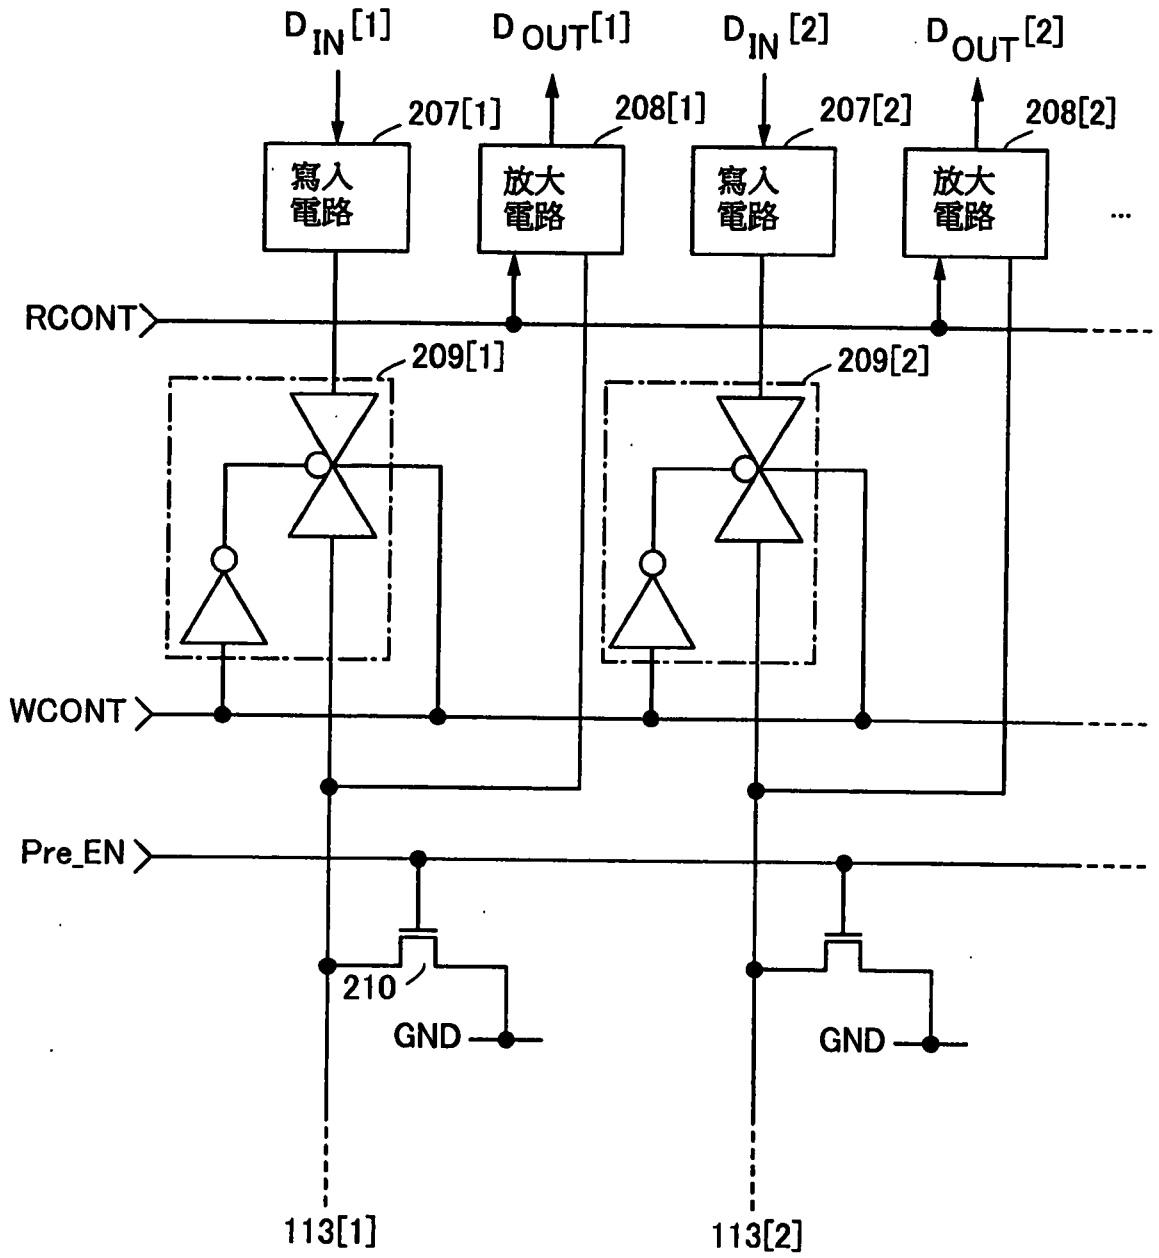 D IN [1]
D OUT [1]
D IN [2]
D OUT [2]
207[1]
208[1]
207[2]
208[2]
寫入
電路
放大
電路
寫入
電路
放大
電路
...
RCONT
209[1]
209[2]
WCONT
Pre_EN
210
GND
GND
113[1]
113[2]